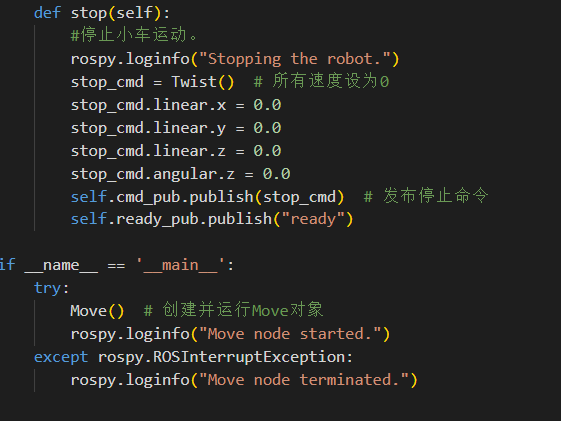 def stop(self):
#停止小车运动。
rospy.loginfo("Stopping the robot.")
stop_cmd = Twist()  # 所有速度设为0
stop_cmd.linear.x = 0.0
stop_cmd.linear.y = 0.0
stop_cmd.linear.z = 0.0
stop_cmd.angular.z = 0.0
self.cmd_pub.publish(stop_cmd)  # 发布停止命令
self.ready_pub.publish("ready")
if __name__ == '__main__':
try:
Move()  # 创建并运行Move对象
rospy.loginfo("Move node started.")
except rospy.ROSInterruptException:
rospy.loginfo("Move node terminated.")